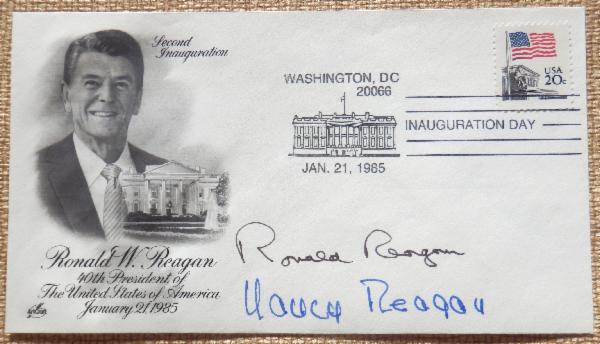 Second
Inauguration
WASHINGTON, DC
20066
USA
20c
INAUGURATION DAY
JAN. 21, 1985
Ronald W. Reagan
40th President of
The United States of America
January 21 1985
Ronald Reagan
Nancy Reagan